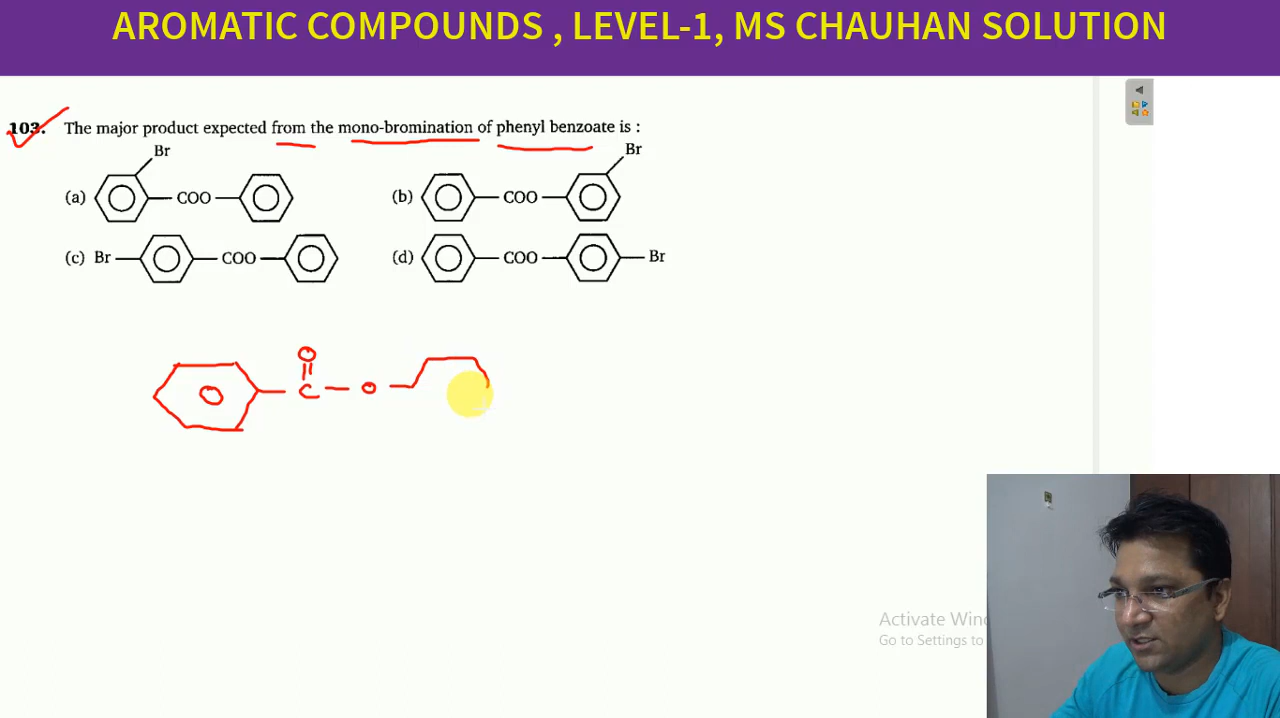 AROMATIC COMPOUNDS , LEVEL-1, MS CHAUHAN SOLUTION
103. The major product expected from the mono-bromination of phenyl benzoate is :
Br
Br
(a) COO (b) COO
(c) Br COO (d) COO Br
O
C O
Activate Wind
Go to Settings to